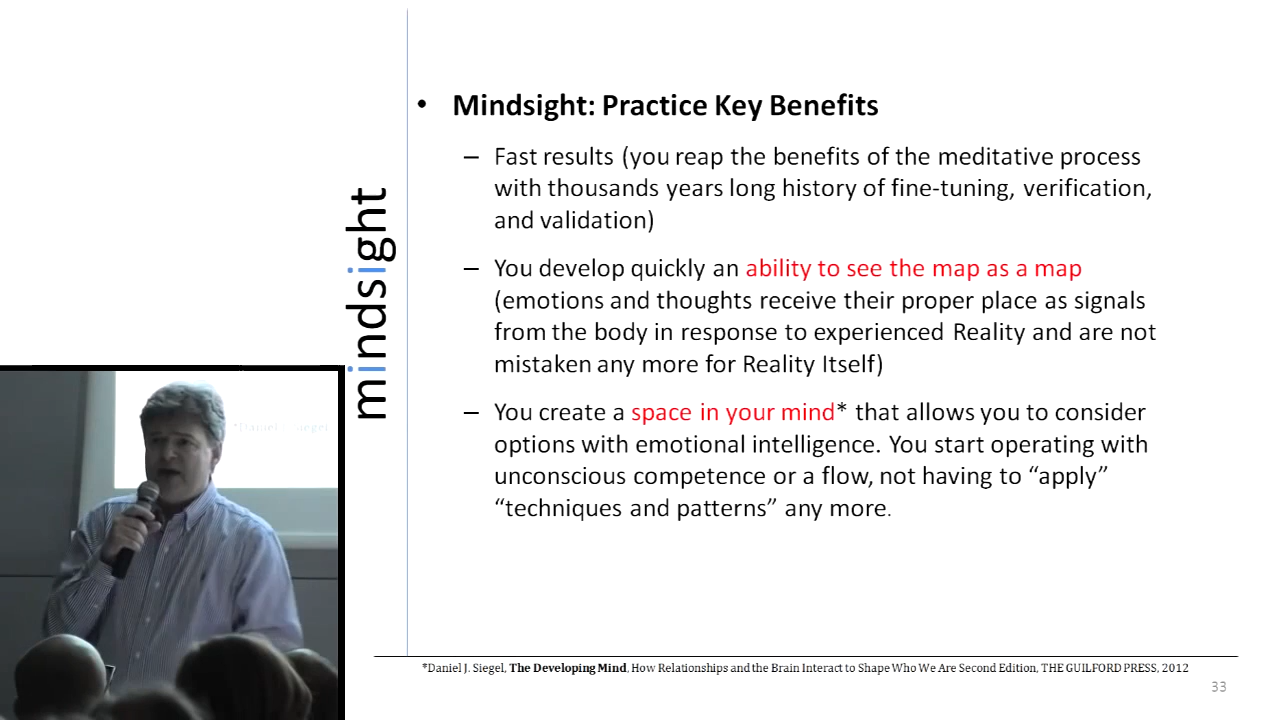 mindsight
• Mindsight: Practice Key Benefits
– Fast results (you reap the benefits of the meditative process
with thousands years long history of fine-tuning, verification,
and validation)
– You develop quickly an ability to see the map as a map
(emotions and thoughts receive their proper place as signals
from the body in response to experienced Reality and are not
mistaken any more for Reality Itself)
– You create a space in your mind* that allows you to consider
options with emotional intelligence. You start operating with
unconscious competence or a flow, not having to “apply”
“techniques and patterns” any more.
*Daniel J. Siegel
*Daniel J. Siegel, The Developing Mind, How Relationships and the Brain Interact to Shape Who We Are Second Edition, THE GUILFORD PRESS, 2012
33